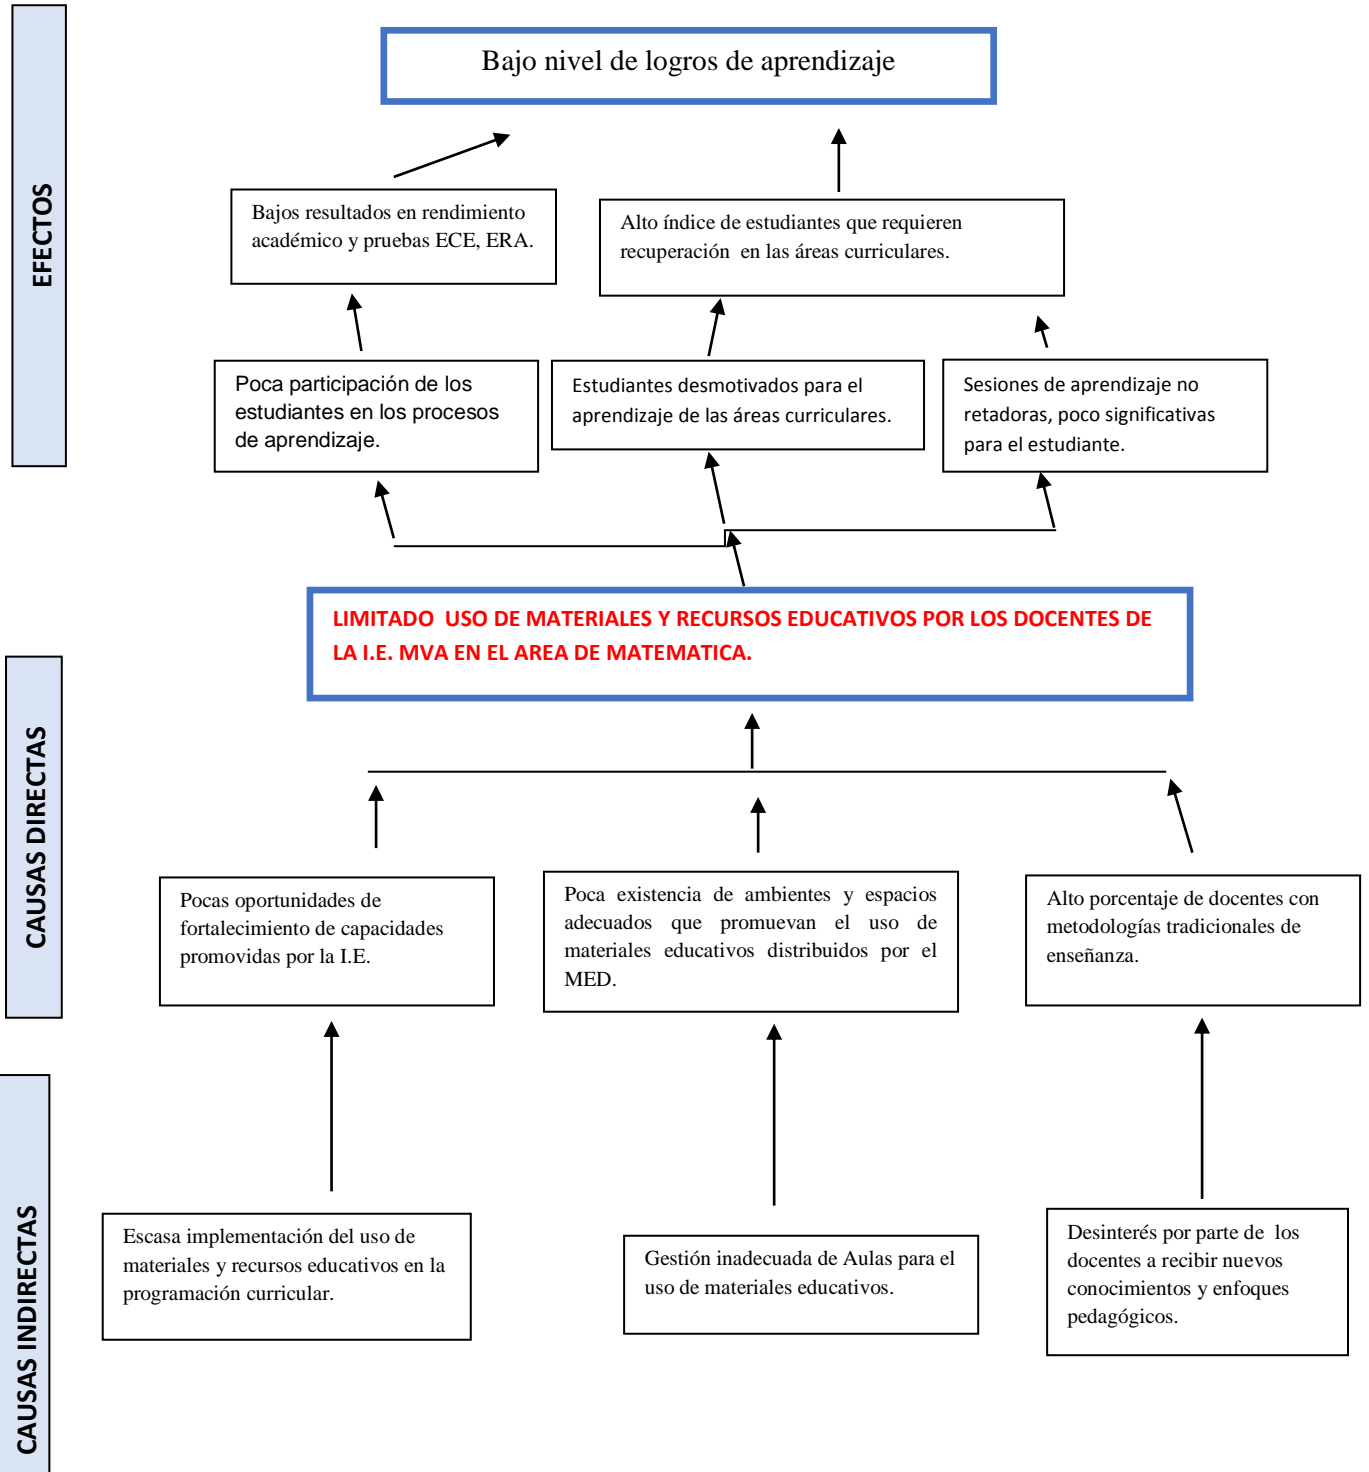 EFECTOS
Bajo nivel de logros de aprendizaje
Bajos resultados en rendimiento
académico y pruebas ECE, ERA.
Alto índice de estudiantes que requieren
recuperación en las áreas curriculares.
Poca participación de los
estudiantes en los procesos
de aprendizaje.
Estudiantes desmotivados para el
aprendizaje de las áreas curriculares.
Sesiones de aprendizaje no
retadoras, poco significativas
para el estudiante.
LIMITADO USO DE MATERIALES Y RECURSOS EDUCATIVOS POR LOS DOCENTES DE
LA I.E. MVA EN EL AREA DE MATEMATICA.
CAUSAS DIRECTAS
Pocas oportunidades de
fortalecimiento de capacidades
promovidas por la I.E.
Poca existencia de ambientes y espacios
adecuados que promuevan el uso de
materiales educativos distribuidos por el
MED.
Alto porcentaje de docentes con
metodologías tradicionales de
enseñanza.
CAUSAS INDIRECTAS
Escasa implementación del uso de
materiales y recursos educativos en la
programación curricular.
Gestión inadecuada de Aulas para el
uso de materiales educativos.
Desinterés por parte de los
docentes a recibir nuevos
conocimientos y enfoques
pedagógicos.